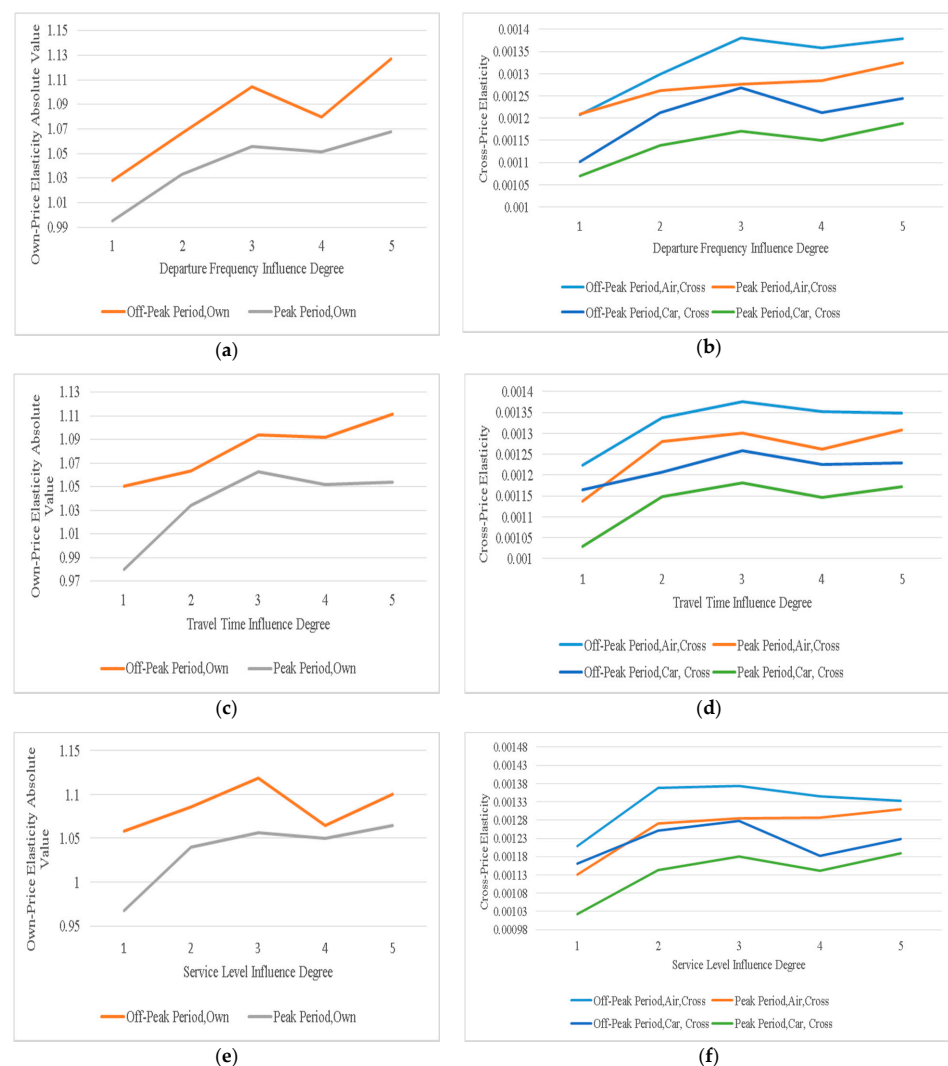 Own-Price Elasticity Absolute Value
1.15
1.13
1.11
1.09
1.07
1.05
1.03
1.01
0.99
1 2 3 4 5
Departure Frequency Influence Degree
Off-Peak Period,Own Peak Period,Own
(a)
Cross-Price Elasticity
0.0014
0.00135
0.0013
0.00125
0.0012
0.00115
0.0011
0.00105
0.001
1 2 3 4 5
Departure Frequency Influence Degree
Off-Peak Period,Air,Cross Peak Period,Air,Cross
Off-Peak Period,Car, Cross Peak Period,Car, Cross
(b)
Own-Price Elasticity Absolute
Value
1.13
1.11
1.09
1.07
1.05
1.03
1.01
0.99
0.97
1 2 3 4 5
Travel Time Influence Degree
Off-Peak Period,Own Peak Period,Own
(c)
Cross-Price Elasticity
0.0014
0.00135
0.0013
0.00125
0.0012
0.00115
0.0011
0.00105
0.001
1 2 3 4 5
Travel Time Influence Degree
Off-Peak Period,Air,Cross Peak Period,Air,Cross
Off-Peak Period,Car, Cross Peak Period,Car, Cross
(d)
Own-Price Elasticity Absolute
Value
1.15
1.1
1.05
1
0.95
1 2 3 4 5
Service Level Influence Degree
Off-Peak Period,Own Peak Period,Own
(e)
Cross-Price Elasticity
0.00148
0.00143
0.00138
0.00133
0.00128
0.00123
0.00118
0.00113
0.00108
0.00103
0.00098
1 2 3 4 5
Service Level Influence Degree
Off-Peak Period,Air,Cross Peak Period,Air,Cross
Off-Peak Period,Car, Cross Peak Period,Car, Cross
(f)